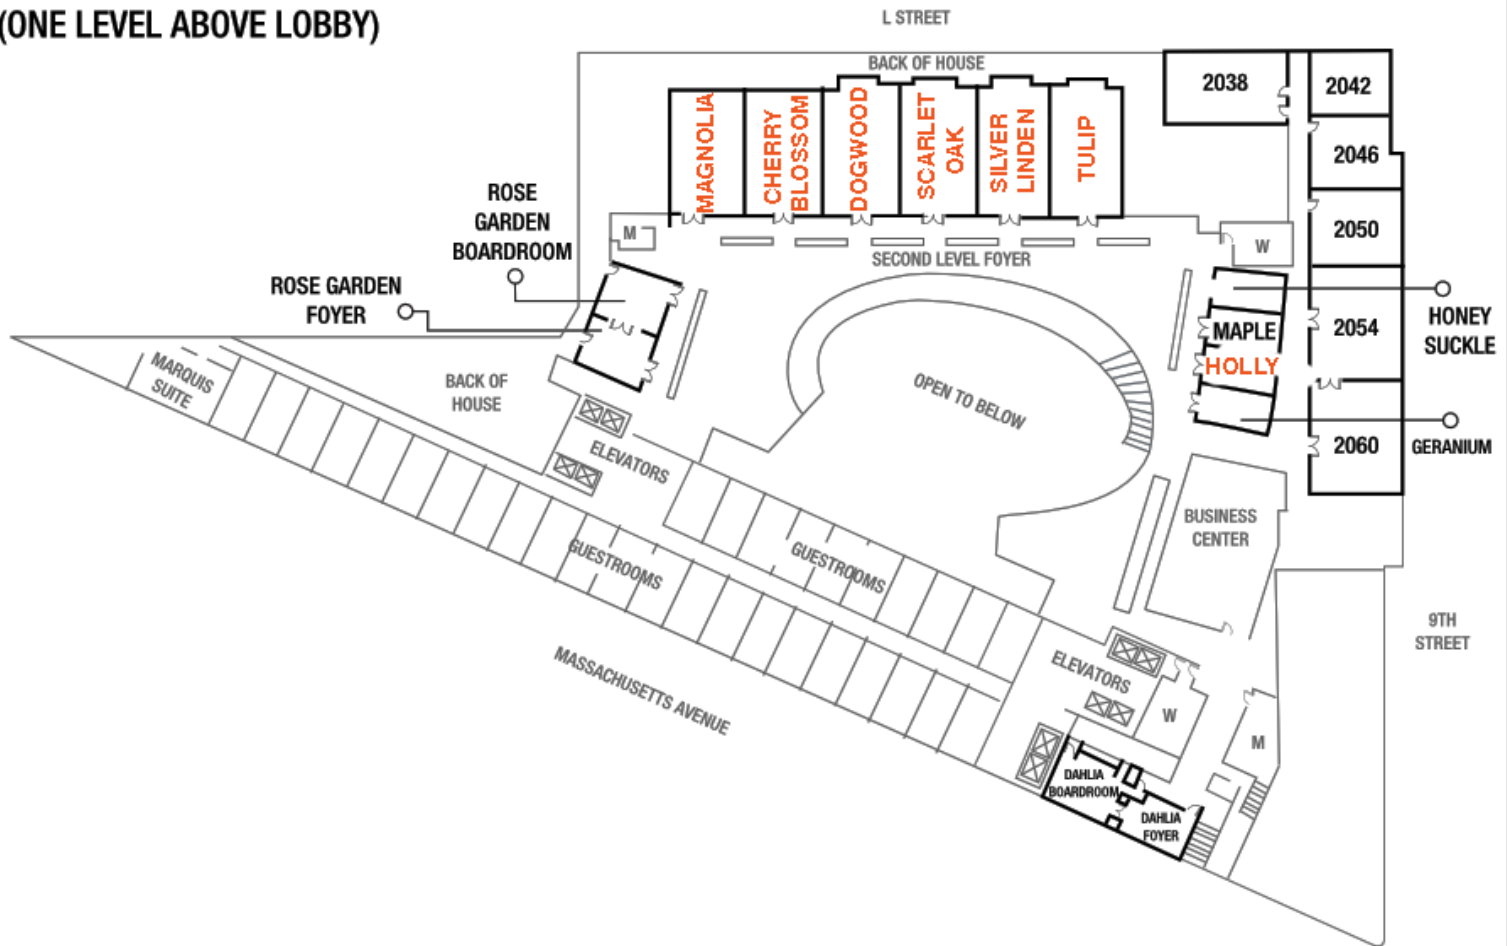 (ONE LEVEL ABOVE LOBBY)
L STREET
BACK OF HOUSE
2038
2042
MAGNOLIA
CHERRY
BLOSSOM
DOGWOOD
SCARLET
OAK
SILVER
LINDEN
TULIP
2046
ROSE
GARDEN
BOARDROOM
M
2050
W
SECOND LEVEL FOYER
ROSE GARDEN
FOYER
HONEY
SUCKLE
MAPLE
2054
HOLLY
MARQUIS
SUITE
BACK OF
HOUSE
OPEN TO BELOW
GERANIUM
2060
ELEVATORS
BUSINESS
CENTER
GUESTROOMS
GUESTROOMS
9TH
STREET
MASSACHUSETTS AVENUE
ELEVATORS
W
M
DAHLIA
BOARDROOM
DAHLIA
FOYER